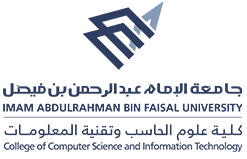 جامعة الإمام عبدالرحمن بن فيصل
IMAM ABDULRAHMAN BIN FAISAL UNIVERSITY
كلية علوم الحاسب وتقنية المعلومات
College of Computer Science and Information Technology